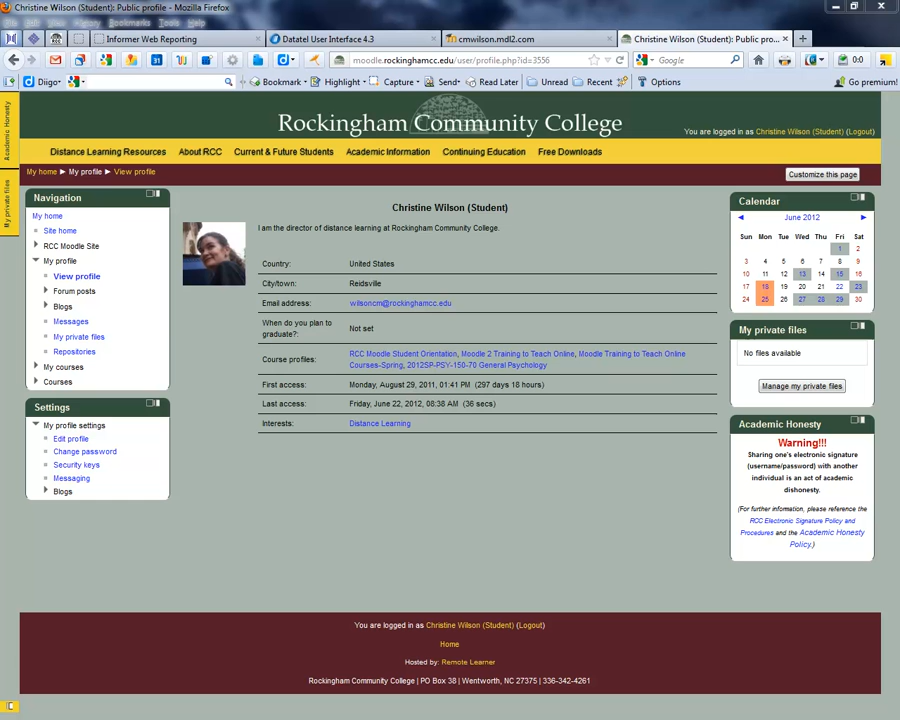 Christine Wilson (Student): Public profile - Mozilla Firefox
File Edit View History Bookmarks Tools Help
Informer Web Reporting
Datatel User Interface 4.3
cmwilson.mdl2.com
Christine Wilson (Student): Public pro...
moodle.rockinghamcc.edu/user/profile.php?id=3556
Google
0:0
Diigo
Bookmark
Highlight
Capture
Send
Read Later
Unread
Recent
Options
Go premium!
Academic Honesty
My private files
Rockingham Community College
You are logged in as Christine Wilson (Student) (Logout)
Distance Learning Resources About RCC Current & Future Students Academic Information Continuing Education Free Downloads
My home ► My profile ► View profile
Customize this page
Navigation
My home
Site home
RCC Moodle Site
My profile
View profile
Forum posts
Blogs
Messages
My private files
Repositories
My courses
Courses
Settings
My profile settings
Edit profile
Change password
Security keys
Messaging
Blogs
Christine Wilson (Student)
I am the director of distance learning at Rockingham Community College.
Country: United States
City/town: Reidsville
Email address: wilsoncm@rockinghamcc.edu
When do you plan to graduate?: Not set
Course profiles: RCC Moodle Student Orientation, Moodle 2 Training to Teach Online, Moodle Training to Teach Online
Courses-Spring, 2012SP-PSY-150-70 General Psychology
First access: Monday, August 29, 2011, 01:41 PM (297 days 18 hours)
Last access: Friday, June 22, 2012, 08:38 AM (36 secs)
Interests: Distance Learning
Calendar
◄ June 2012 ►
Sun Mon Tue Wed Thu Fri Sat
1 2
3 4 5 6 7 8 9
10 11 12 13 14 15 16
17 18 19 20 21 22 23
24 25 26 27 28 29 30
My private files
No files available
Manage my private files
Academic Honesty
Warning!!!
Sharing one's electronic signature
(username/password) with another
individual is an act of academic
dishonesty.
(For further information, please reference the
RCC Electronic Signature Policy and
Procedures and the Academic Honesty
Policy.)
You are logged in as Christine Wilson (Student) (Logout)
Home
Hosted by: Remote Learner
Rockingham Community College | PO Box 38 | Wentworth, NC 27375 | 336-342-4261